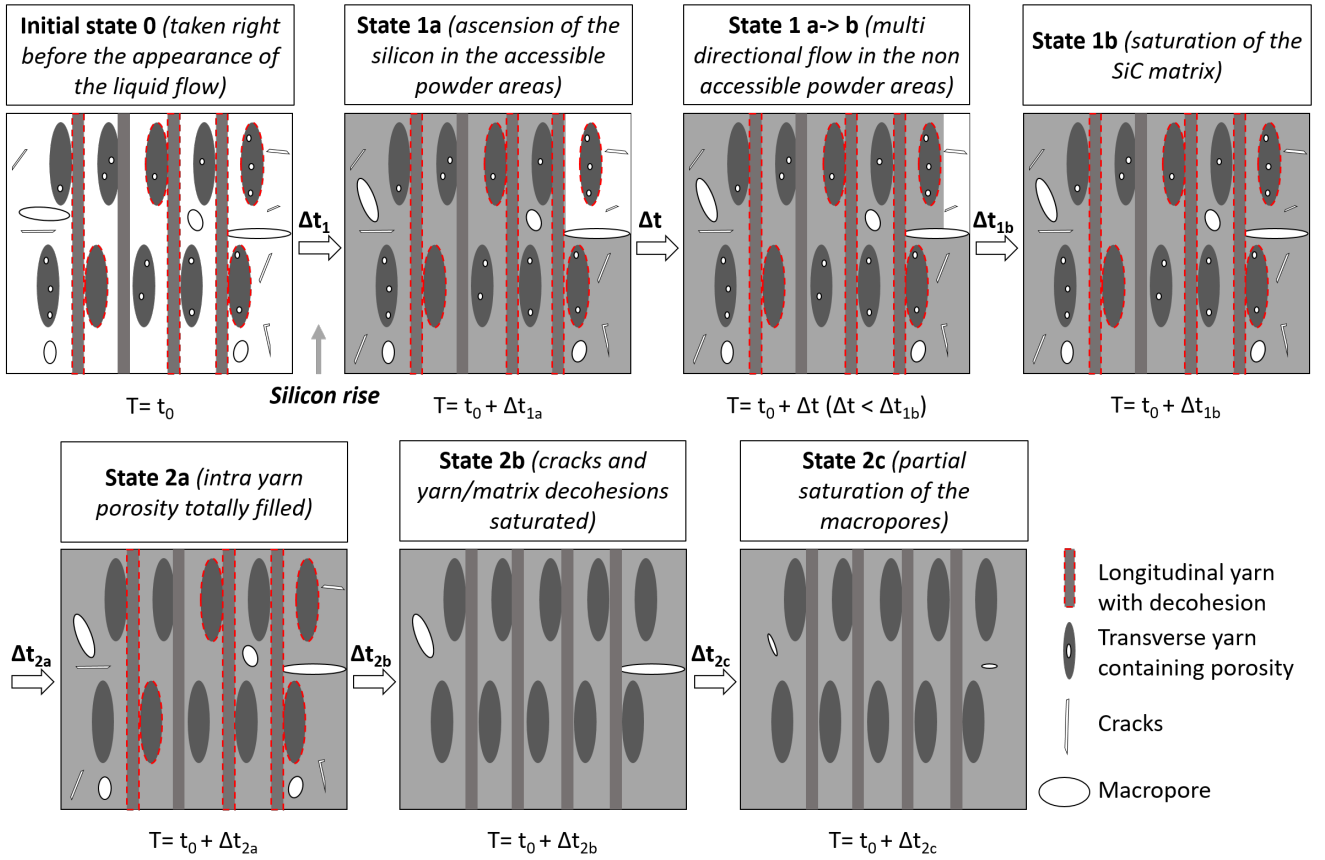 Initial state 0 (taken right
before the appearance of
the liquid flow)
State 1a (ascension of the
silicon in the accessible
powder areas)
State 1 a-> b (multi
directional flow in the non
accessible powder areas)
State 1b (saturation of the
SiC matrix)
Δt1
Δt
Δt1b
Silicon rise
T= t0
T= t0 + Δt1a
T= t0 + Δt (Δt < Δt1b)
T= t0 + Δt1b
State 2a (intra yarn
porosity totally filled)
State 2b (cracks and
yarn/matrix decohesions
saturated)
State 2c (partial
saturation of the
macropores)
Δt2a
Δt2b
Δt2c
Longitudinal yarn
with decohesion
Transverse yarn
containing porosity
Cracks
Macropore
T= t0 + Δt2a
T= t0 + Δt2b
T= t0 + Δt2c